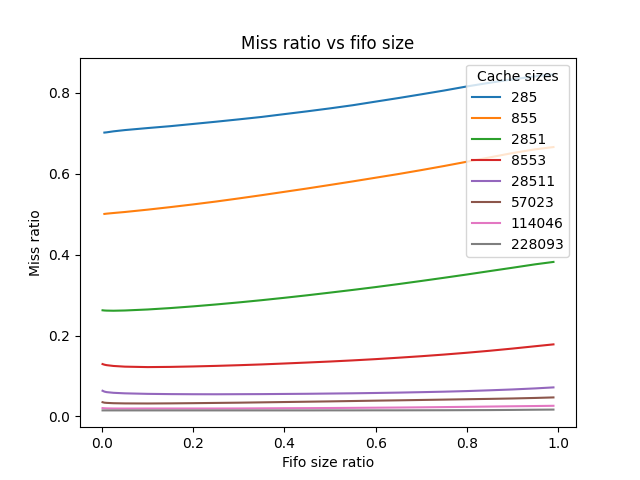 Miss ratio vs fifo size
Cache sizes
285
855
2851
8553
28511
57023
114046
228093
0.8
0.6
0.4
0.2
0.0
Miss ratio
0.0 0.2 0.4 0.6 0.8 1.0
Fifo size ratio